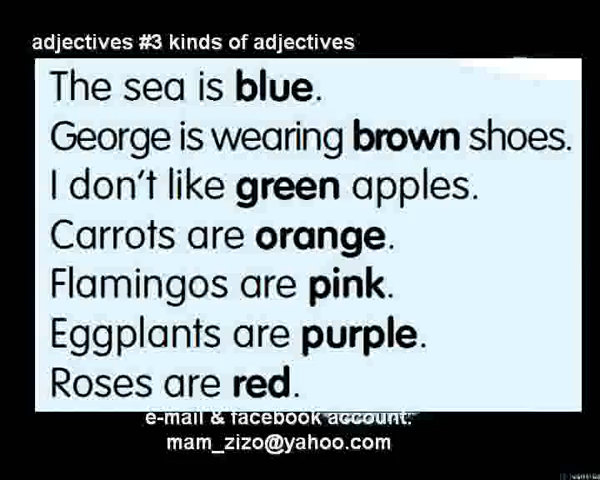 adjectives #3 kinds of adjectives
The sea is blue.
George is wearing brown shoes.
I don't like green apples.
Carrots are orange.
Flamingos are pink.
Eggplants are purple.
Roses are red.
e-mail & facebook account:
mam_zizo@yahoo.com